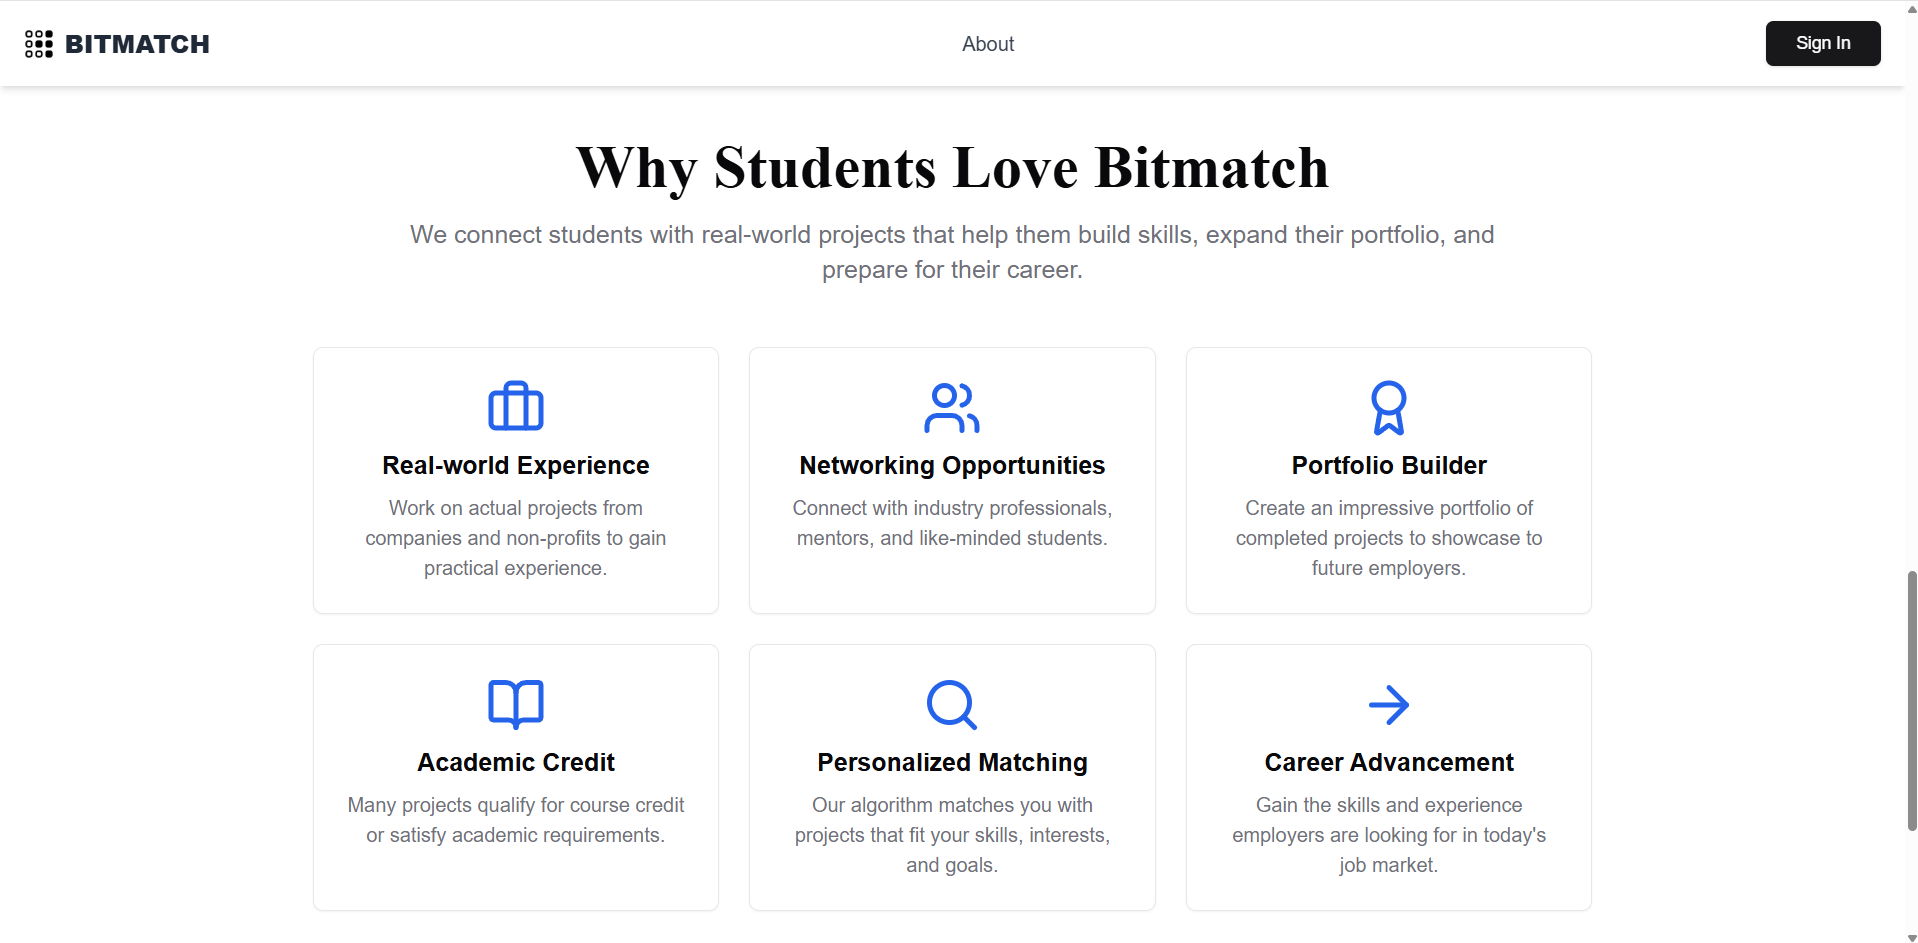 BITMATCH
About
Sign In
Why Students Love Bitmatch
We connect students with real-world projects that help them build skills, expand their portfolio, and
prepare for their career.
Real-world Experience
Work on actual projects from
companies and non-profits to gain
practical experience.
Networking Opportunities
Connect with industry professionals,
mentors, and like-minded students.
Portfolio Builder
Create an impressive portfolio of
completed projects to showcase to
future employers.
Academic Credit
Many projects qualify for course credit
or satisfy academic requirements.
Personalized Matching
Our algorithm matches you with
projects that fit your skills, interests,
and goals.
Career Advancement
Gain the skills and experience
employers are looking for in today's
job market.